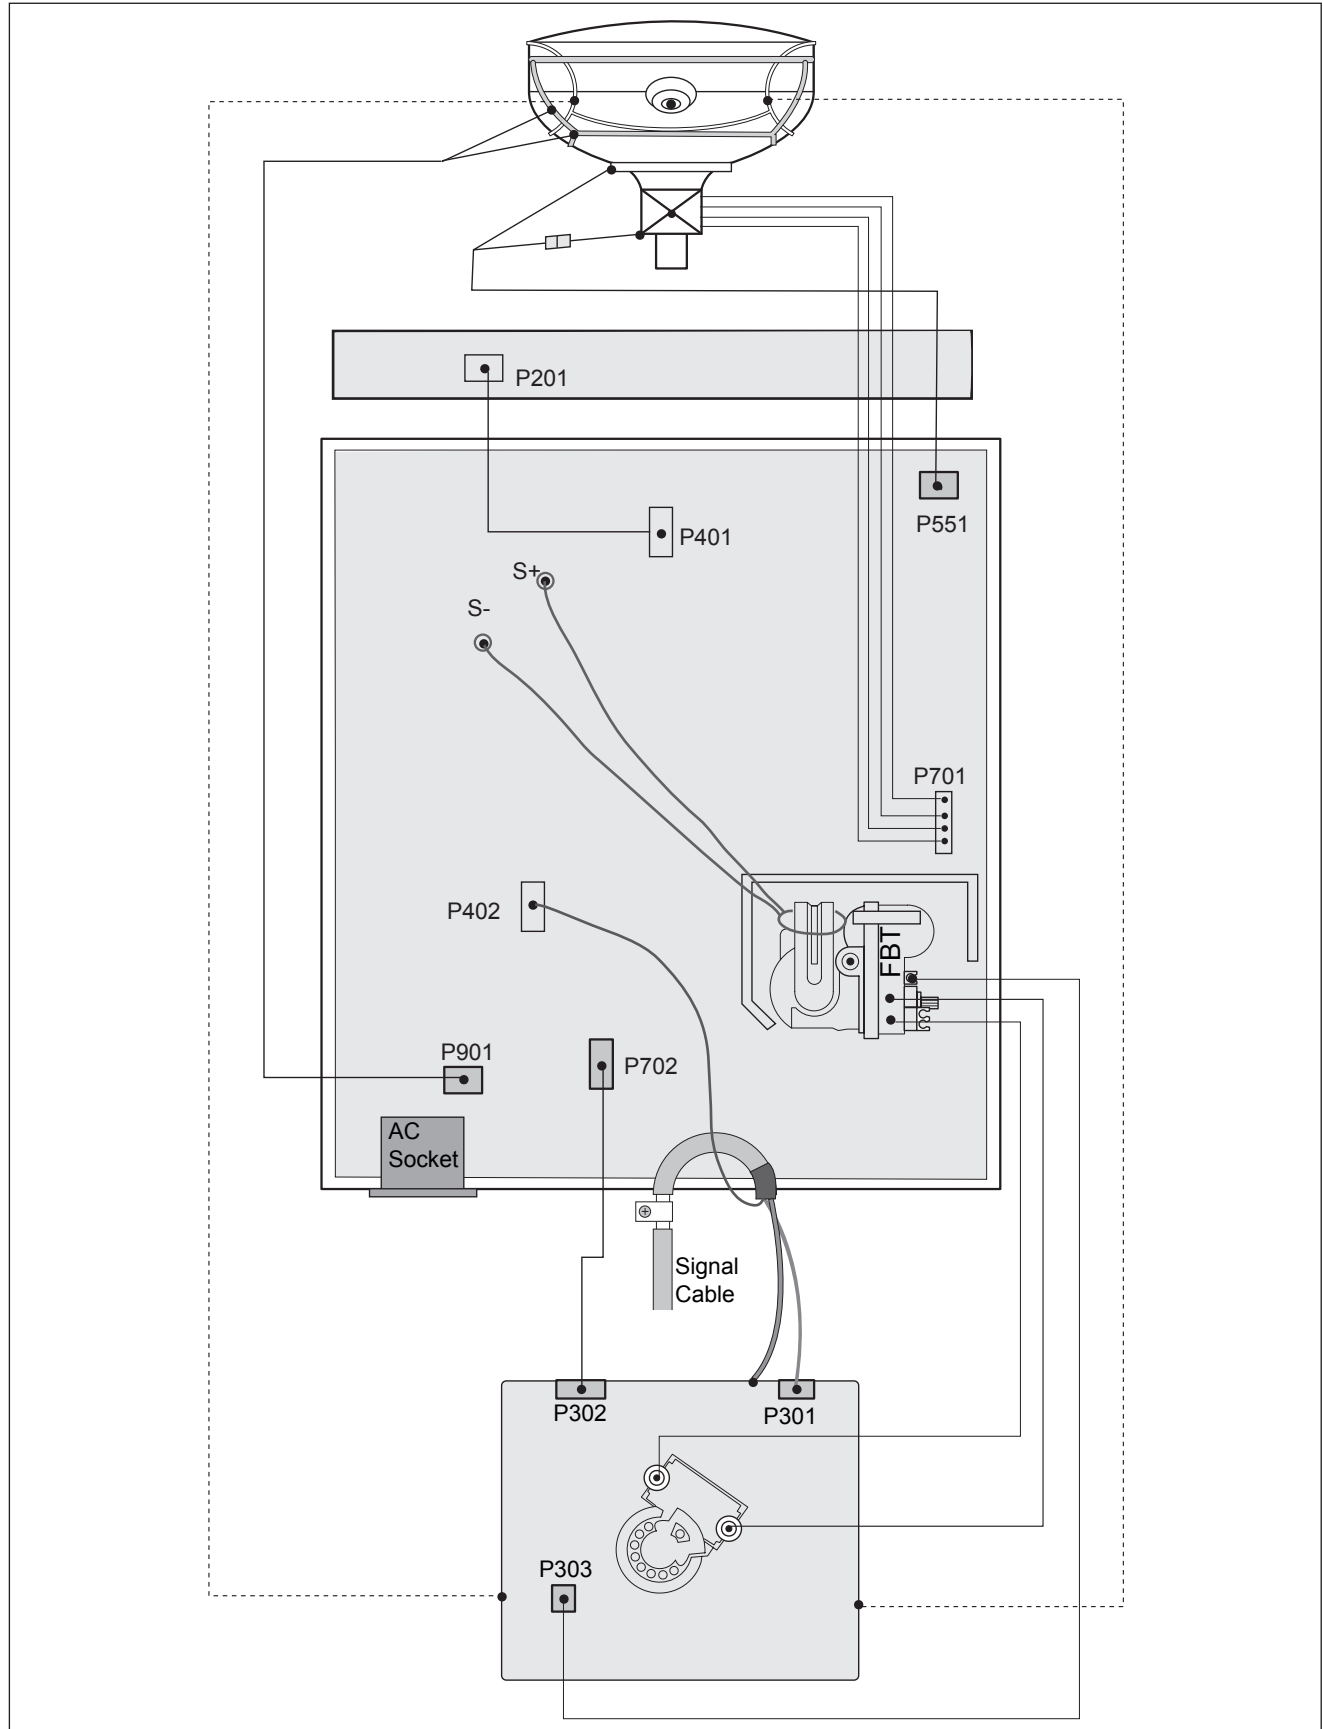 P201
P551
P401
S+
S-
P701
P402
FBT
P901
P702
AC
Socket
Signal
Cable
P302
P301
P303